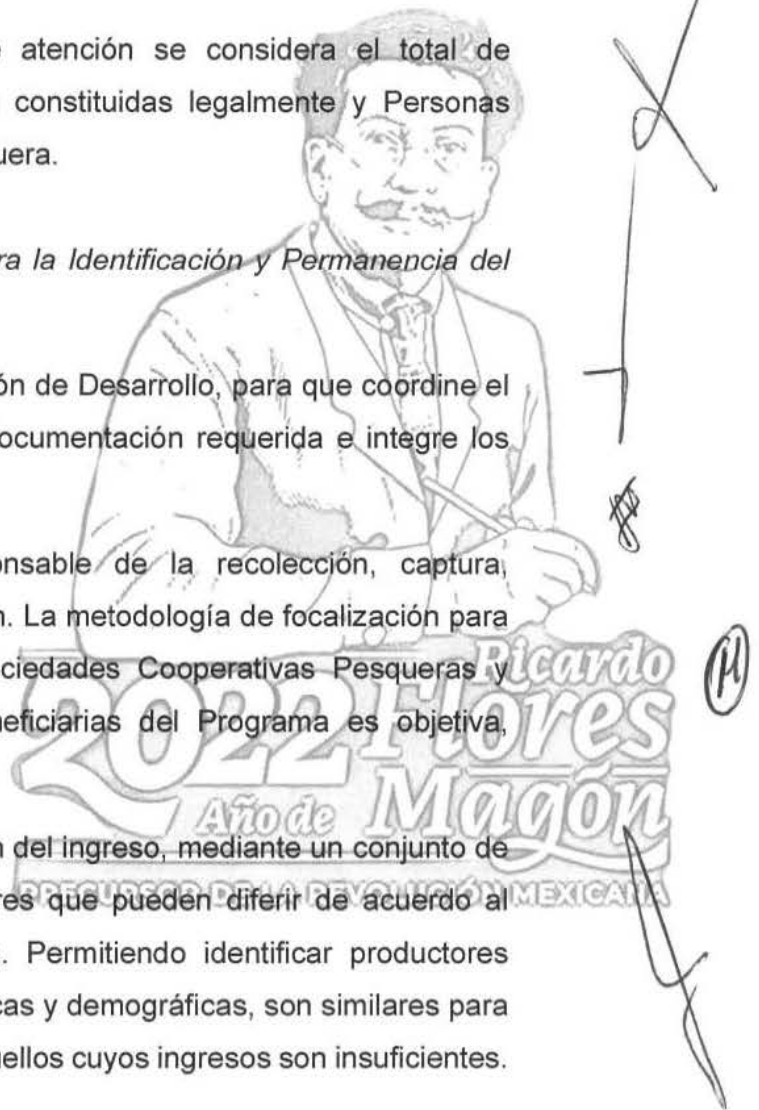 atención se considera el total de
constituidas legalmente y Personas
uera.
ra la Identificación y Permanencia del
ón de Desarrollo, para que coordine el
ocumentación requerida e integre los
onsable de la recolección, captura,
n. La metodología de focalización para
ciedades Cooperativas Pesqueras y
neficiarias del Programa es objetiva,
n del ingreso, mediante un conjunto de
res que pueden diferir de acuerdo al
. Permitiendo identificar productores
cas y demográficas, son similares para
uellos cuyos ingresos son insuficientes.
2022 Ricardo
Flores
Año de Magón
PRECURSOR DE LA REVOLUCIÓN MEXICANA